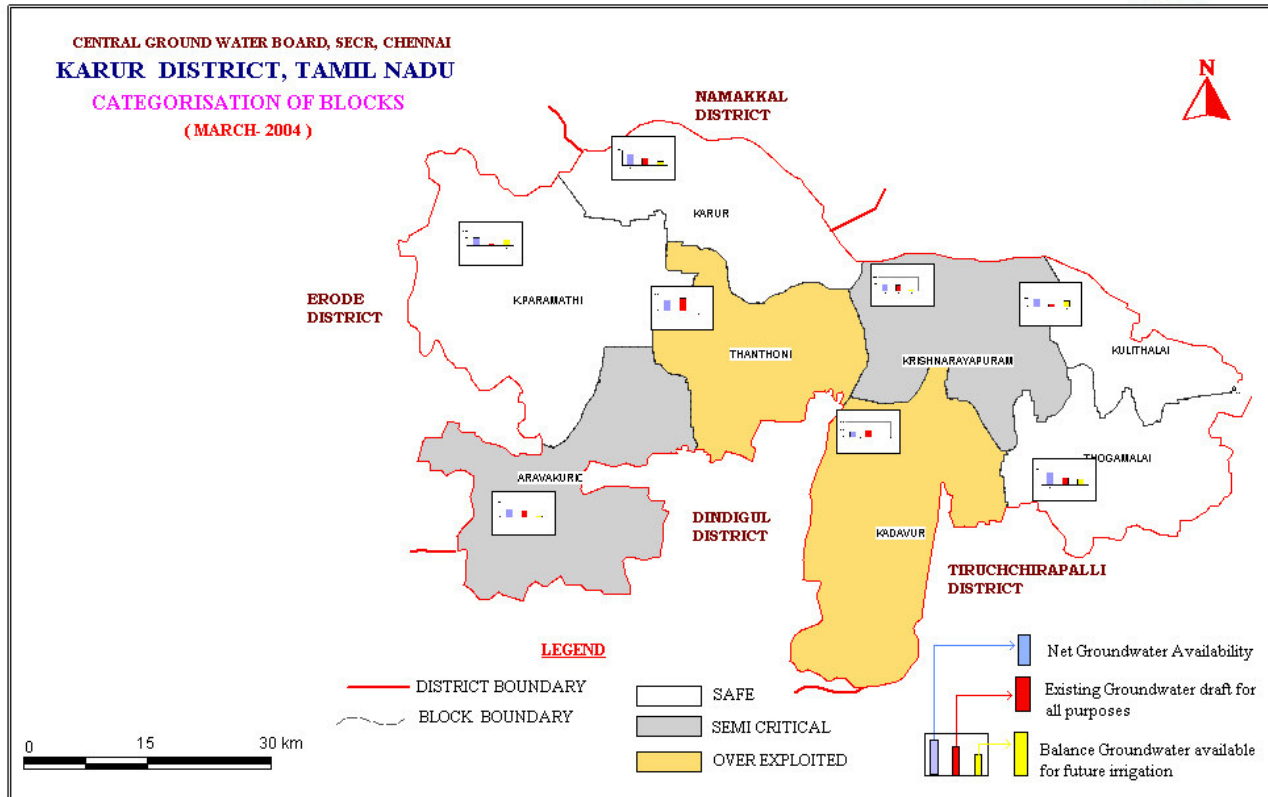 CENTRAL GROUND WATER BOARD, SECR, CHENNAI
KARUR DISTRICT, TAMIL NADU
CATEGORISATION OF BLOCKS
( MARCH- 2004 )
N
NAMAKKAL
DISTRICT
KARUR
ERODE
DISTRICT
K.PARAMATHI
THANTHONI
KRISHNARAYAPURAM
KULITHALAI
THOGAMALAI
ARAVAKURIC
DINDIGUL
DISTRICT
KADAVUR
TIRUCHCHIRAPALLI
DISTRICT
LEGEND
DISTRICT BOUNDARY
BLOCK BOUNDARY
SAFE
SEMI CRITICAL
OVER EXPLOITED
Net Groundwater Availability
Existing Groundwater draft for
all purposes
Balance Groundwater available
for future irrigation
0 15 30 km